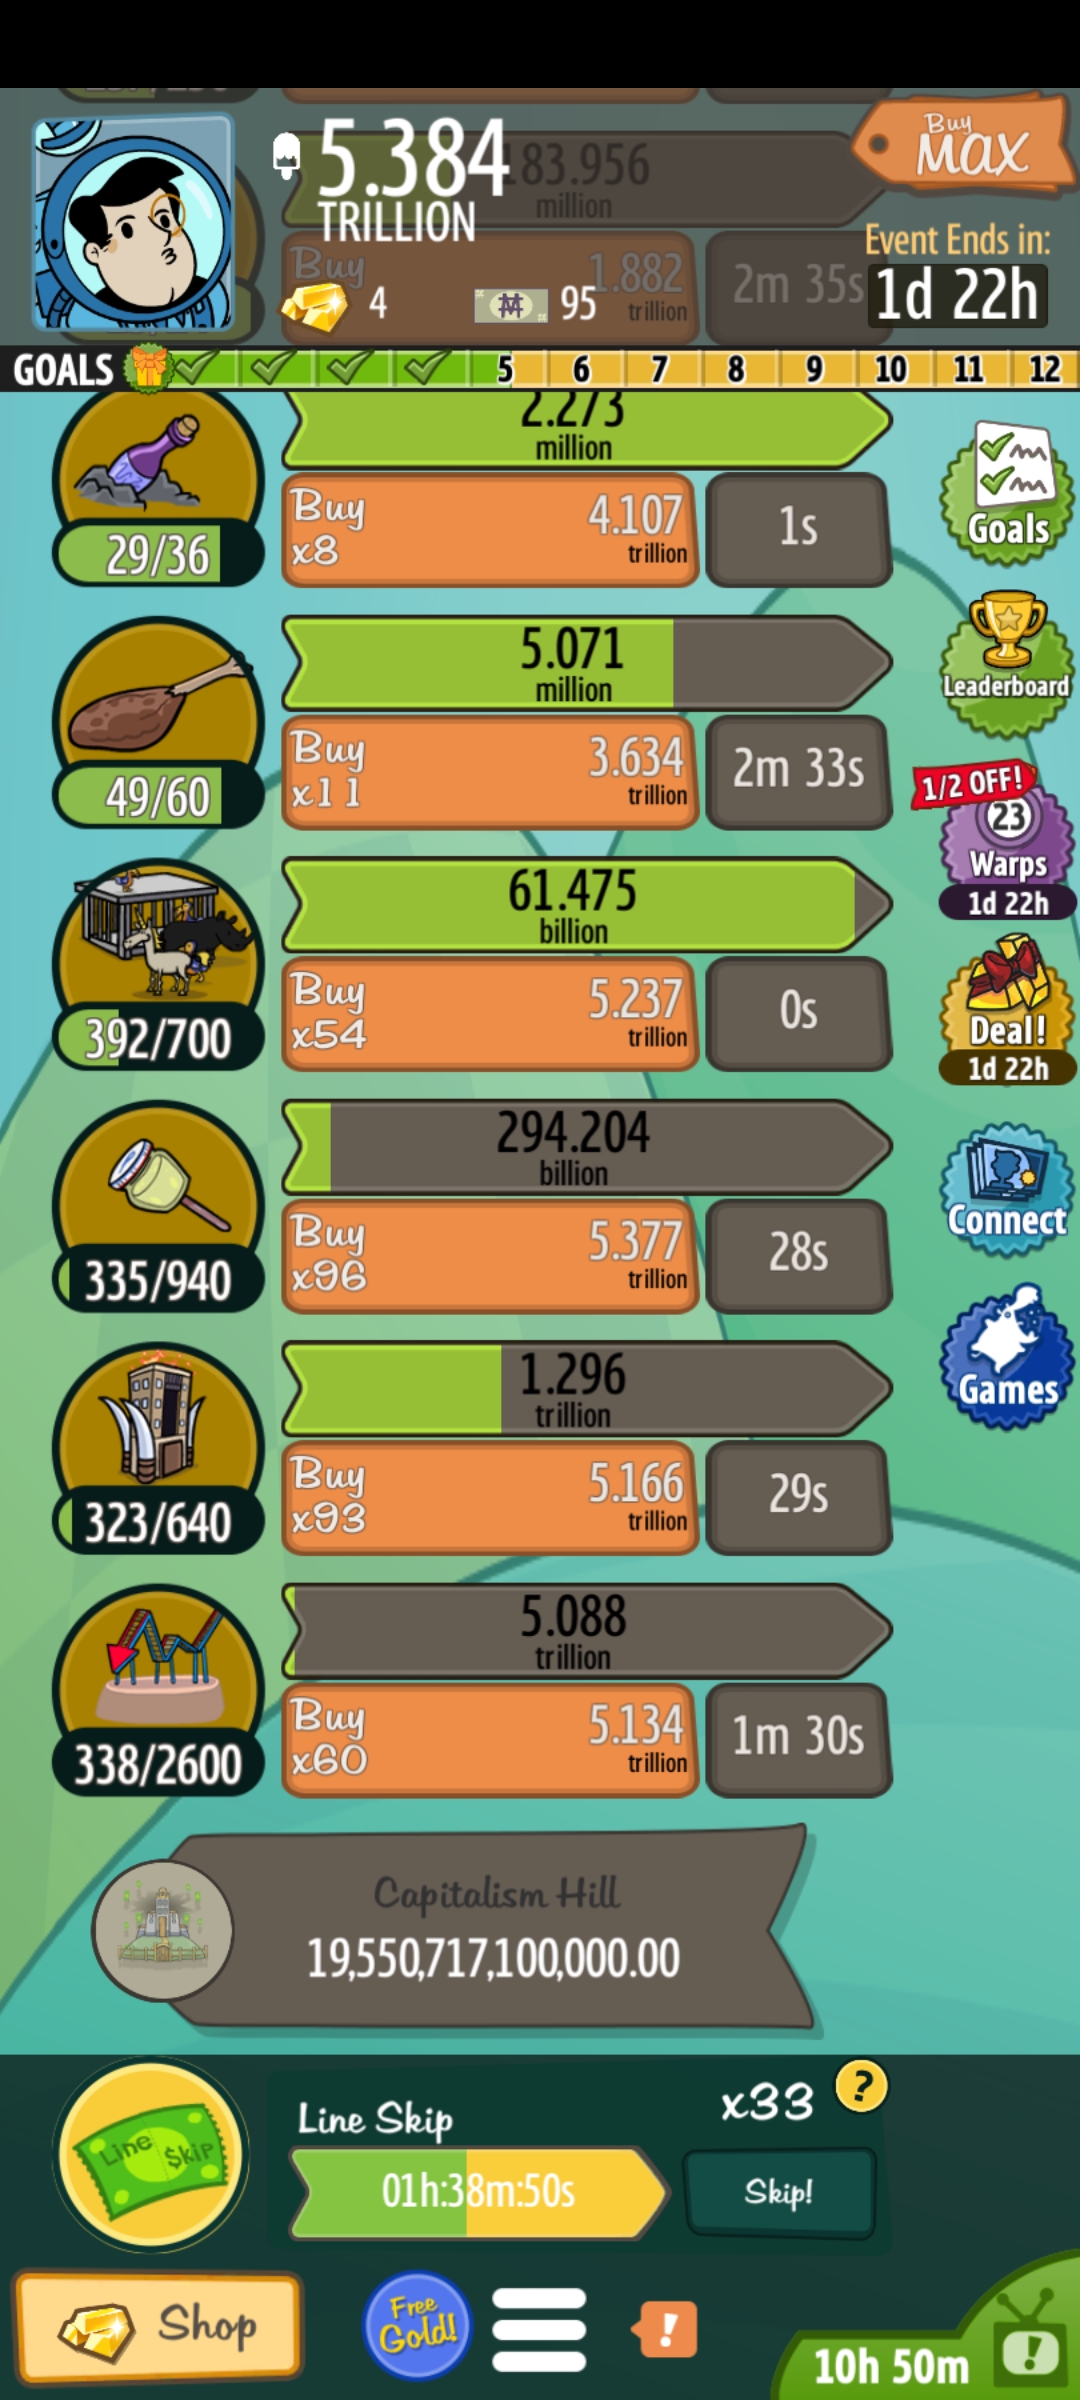 5.384
TRILLION
83.956
million
Buy
MAX
Event Ends in:
1d 22h
Buy
1.882
trillion
2m 35s
4
95
GOALS
5
6
7
8
9
10
11
12
2.273
million
29/36
Buy
x8
4.107
trillion
1s
Goals
5.071
million
49/60
Buy
x11
3.634
trillion
2m 33s
Leaderboard
1/2 OFF!
23
Warps
1d 22h
61.475
billion
392/700
Buy
x54
5.237
trillion
0s
Deal!
1d 22h
294.204
billion
335/940
Buy
x96
5.377
trillion
28s
Connect
1.296
trillion
323/640
Buy
x93
5.166
trillion
29s
Games
5.088
trillion
338/2600
Buy
x60
5.134
trillion
1m 30s
Capitalism Hill
19,550,717,100,000.00
Line $kip
Line Skip
x33
?
01h:38m:50s
Skip!
Shop
Free
Gold!
!
10h 50m
!